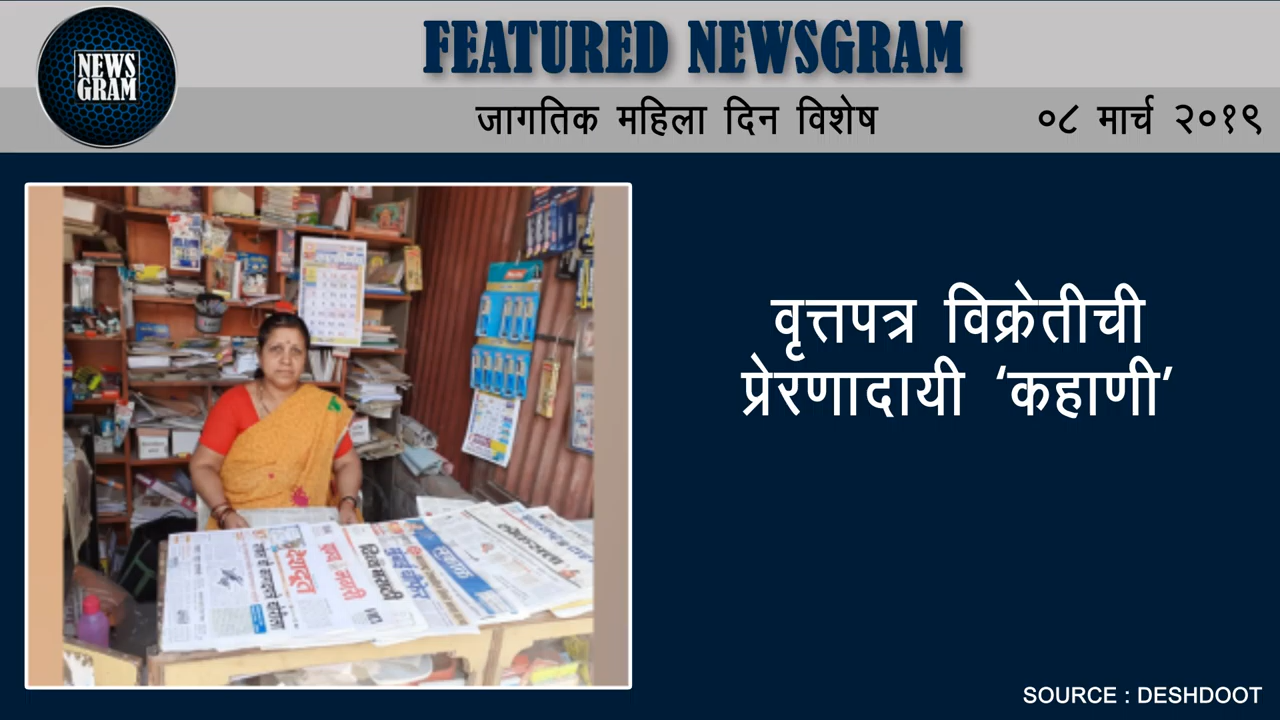 NEWS
GRAM
FEATURED NEWSGRAM
जागतिक महिला दिन विशेष
०८ मार्च २०१९
वृत्तपत्र विक्रेतीची
प्रेरणादायी ‘कहाणी’
SOURCE : DESHDOOT